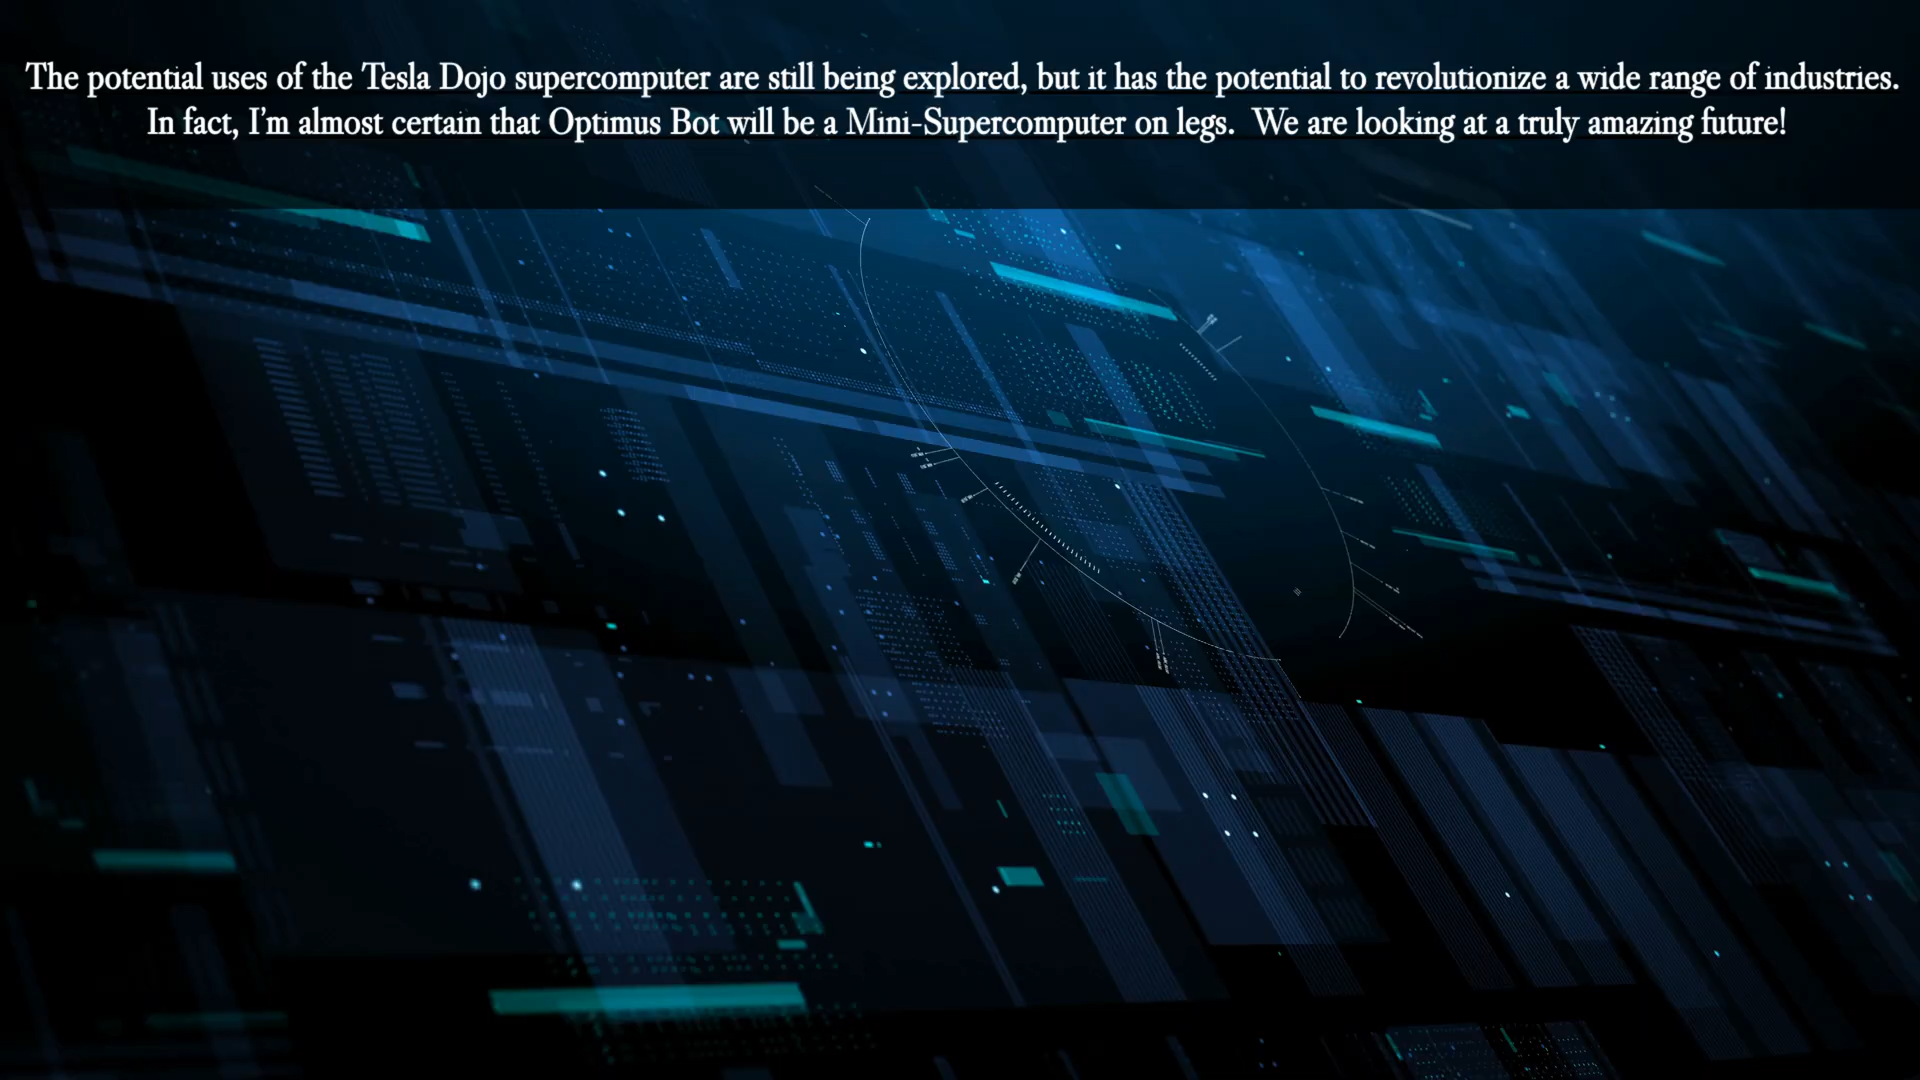 The potential uses of the Tesla Dojo supercomputer are still being explored, but it has the potential to revolutionize a wide range of industries.
In fact, I'm almost certain that Optimus Bot will be a Mini-Supercomputer on legs.  We are looking at a truly amazing future!